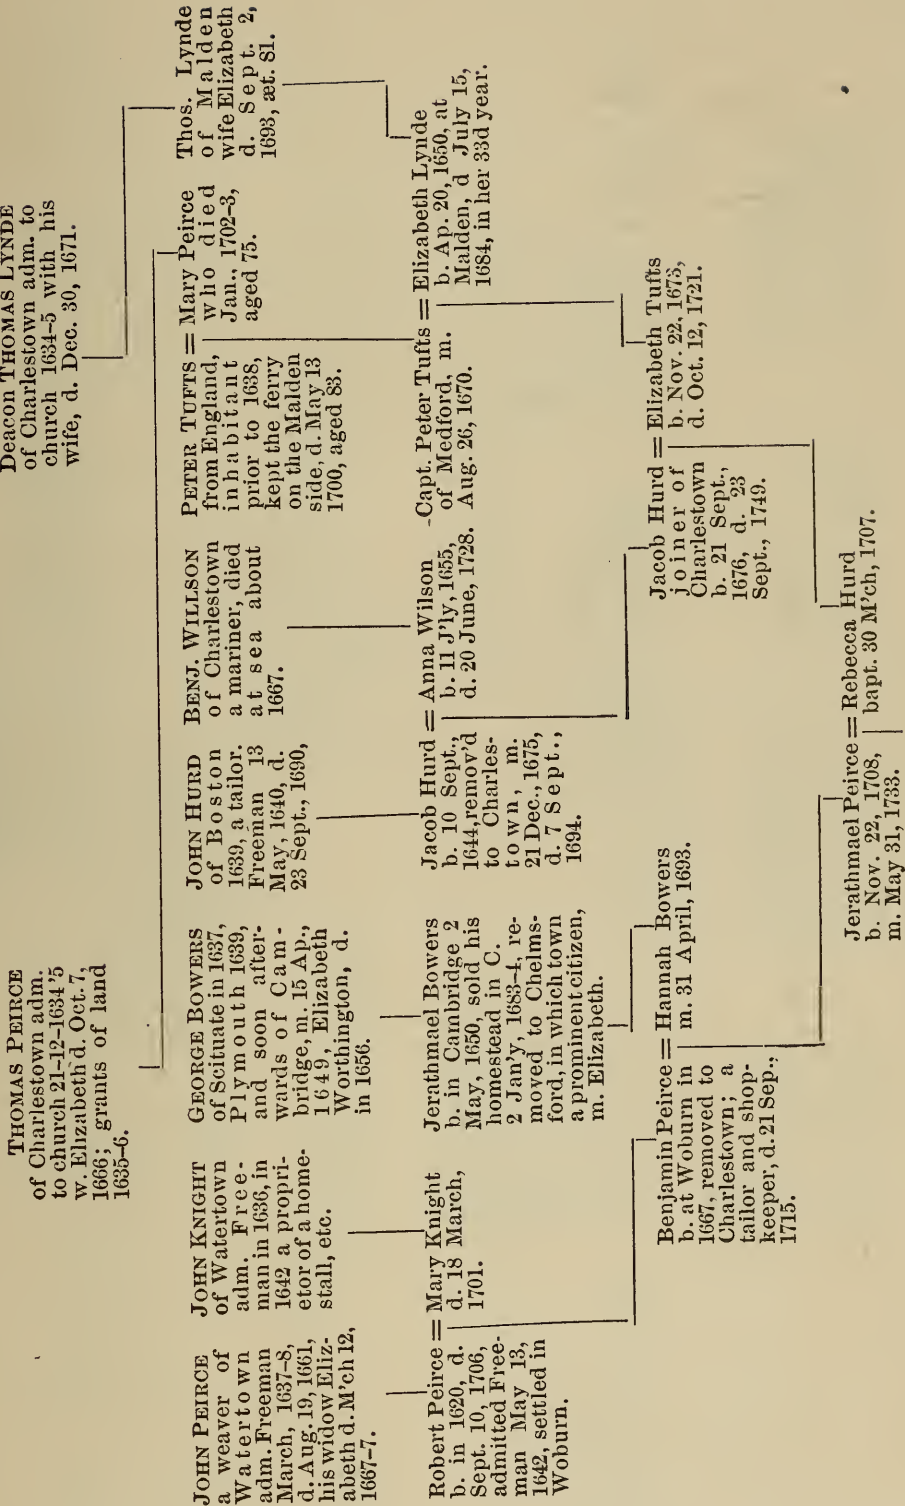 THOMAS PEIRCE
of Charlestown adm.
to church 21-12-1634'5
w. Elizabeth d. Oct. 7,
1666; grants of land
1635-6.
Deacon THOMAS LYNDE
of Charlestown adm. to
church 1634-5 with his
wife, d. Dec. 30, 1671.
JOHN PEIRCE
a weaver of
Watertown
adm. Freeman
March, 1637-8,
d. Aug. 19, 1661,
his widow Eliz-
abeth d. M'ch 12,
1667-7.
JOHN KNIGHT
of Watertown
adm. Free-
man in 1636, in
1642 a propri-
etor of a home-
stall, etc.
GEORGE BOWERS
of Scituate in 1637,
Plymouth 1639,
and soon after-
wards of Cam-
bridge, m. 15 Ap.,
1649, Elizabeth
Worthington, d.
in 1656.
JOHN HURD
of Boston
1639, a tailor.
Freeman 13
May, 1640, d.
23 Sept., 1690,
BENJ. WILLSON
of Charlestown
a mariner, died
at sea about
1667.
PETER TUFTS = Mary Peirce
from England,
inhabitant
prior to 1638,
kept the ferry
on the Malden
side, d. May 13
1700, aged 83.
who died
Jan., 1702-3,
aged 75.
Thos. Lynde
of Malden
wife Elizabeth
d. Sept. 2,
1693, æt. 81.
Robert Peirce = Mary Knight
b. in 1620, d.
Sept. 10, 1706,
admitted Free-
man May 13,
1642, settled in
Woburn.
d. 18 March,
1701.
Jerathmael Bowers
b. in Cambridge 2
May, 1650, sold his
homestead in C.
2 Jan'y, 1683-4, re-
moved to Chelms-
ford, in which town
a prominent citizen,
m. Elizabeth.
Jacob Hurd = Anna Wilson
b. 10 Sept.,
1644, remov'd
to Charles-
town, m.
21 Dec., 1675,
d. 7 Sept.,
1694.
b. 11 J'ly, 1655,
d. 20 June, 1728.
Capt. Peter Tufts = Elizabeth Lynde
of Medford, m.
Aug. 26, 1670.
b. Ap. 20, 1650, at
Malden, d July 15,
1684, in her 33d year.
Benjamin Peirce = Hannah Bowers
b. at Woburn in
1667, removed to
Charlestown; a
tailor and shop-
keeper, d. 21 Sep.,
1715.
m. 31 April, 1693.
Jacob Hurd = Elizabeth Tufts
joiner of
Charlestown
b. 21 Sept.,
1676, d. 23
Sept., 1749.
b. Nov. 22, 1673,
d. Oct. 12, 1721.
Jerathmael Peirce = Rebecca Hurd
b. Nov. 22, 1708,
m. May 31, 1733.
bapt. 30 M'ch, 1707.